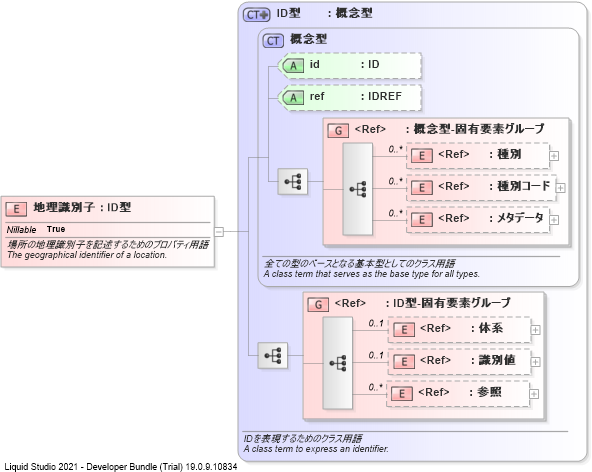 CT ID型 : 概念型
CT 概念型
A id : ID
A ref : IDREF
G <Ref> : 概念型-固有要素グループ
0..* E <Ref> : 種別
0..* E <Ref> : 種別コード
0..* E <Ref> : メタデータ
E 地理識別子 : ID型
Nillable True
場所の地理識別子を記述するためのプロパティ用語
The geographical identifier of a location.
全ての型のベースとなる基本型としてのクラス用語
A class term that serves as the base type for all types.
G <Ref> : ID型-固有要素グループ
0..1 E <Ref> : 体系
0..1 E <Ref> : 識別値
0..* E <Ref> : 参照
IDを表現するためのクラス用語
A class term to express an identifier.
Liquid Studio 2021 - Developer Bundle (Trial) 19.0.9.10834